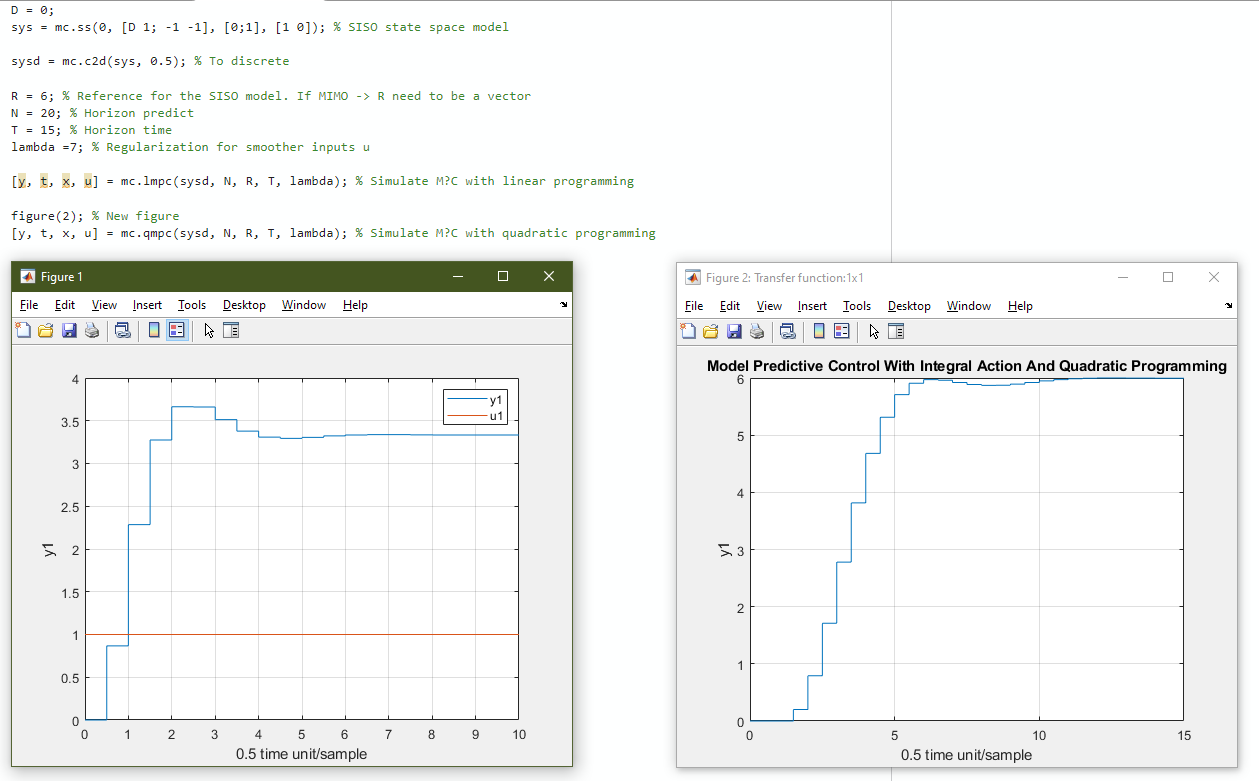 D = 0;
sys = mc.ss(0, [D 1; -1 -1], [0;1], [1 0]); % SISO state space model
sysd = mc.c2d(sys, 0.5); % To discrete
R = 6; % Reference for the SISO model. If MIMO -> R need to be a vector
N = 20; % Horizon predict
T = 15; % Horizon time
lambda =7; % Regularization for smoother inputs u
[y, t, x, u] = mc.lmpc(sysd, N, R, T, lambda); % Simulate M?C with linear programming
figure(2); % New figure
[y, t, x, u] = mc.qmpc(sysd, N, R, T, lambda); % Simulate M?C with quadratic programming
Figure 1
File Edit View Insert Tools Desktop Window Help
4
3.5
3
2.5
2
1.5
1
0.5
0
y1
y1
u1
0 1 2 3 4 5 6 7 8 9 10
0.5 time unit/sample
Figure 2: Transfer function:1x1
File Edit View Insert Tools Desktop Window Help
Model Predictive Control With Integral Action And Quadratic Programming
6
5
4
3
2
1
0
y1
0 5 10 15
0.5 time unit/sample